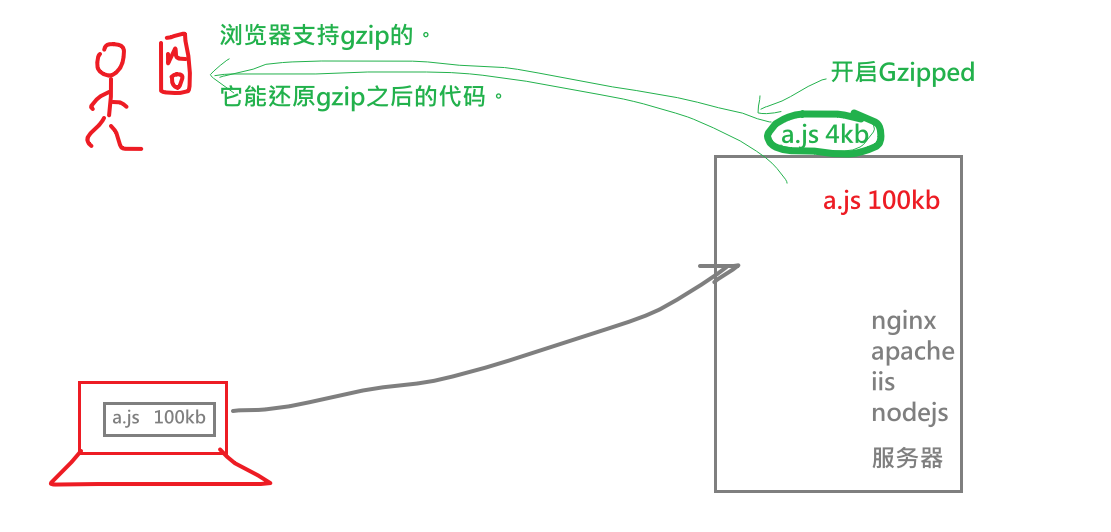 浏览器支持gzip的。
它能还原gzip之后的代码。
开启Gzipped
a.js 4kb
a.js 100kb
nginx
apache
iis
nodejs
服务器
a.js 100kb